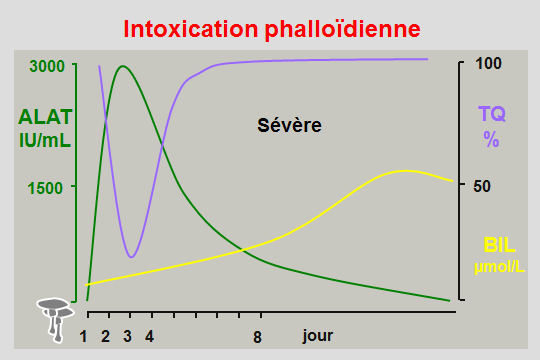 Intoxication phalloïdienne
3000
ALAT
IU/mL
1500
Sévère
100
TQ
%
50
BIL
µmol/L
1 2 3 4 8 jour